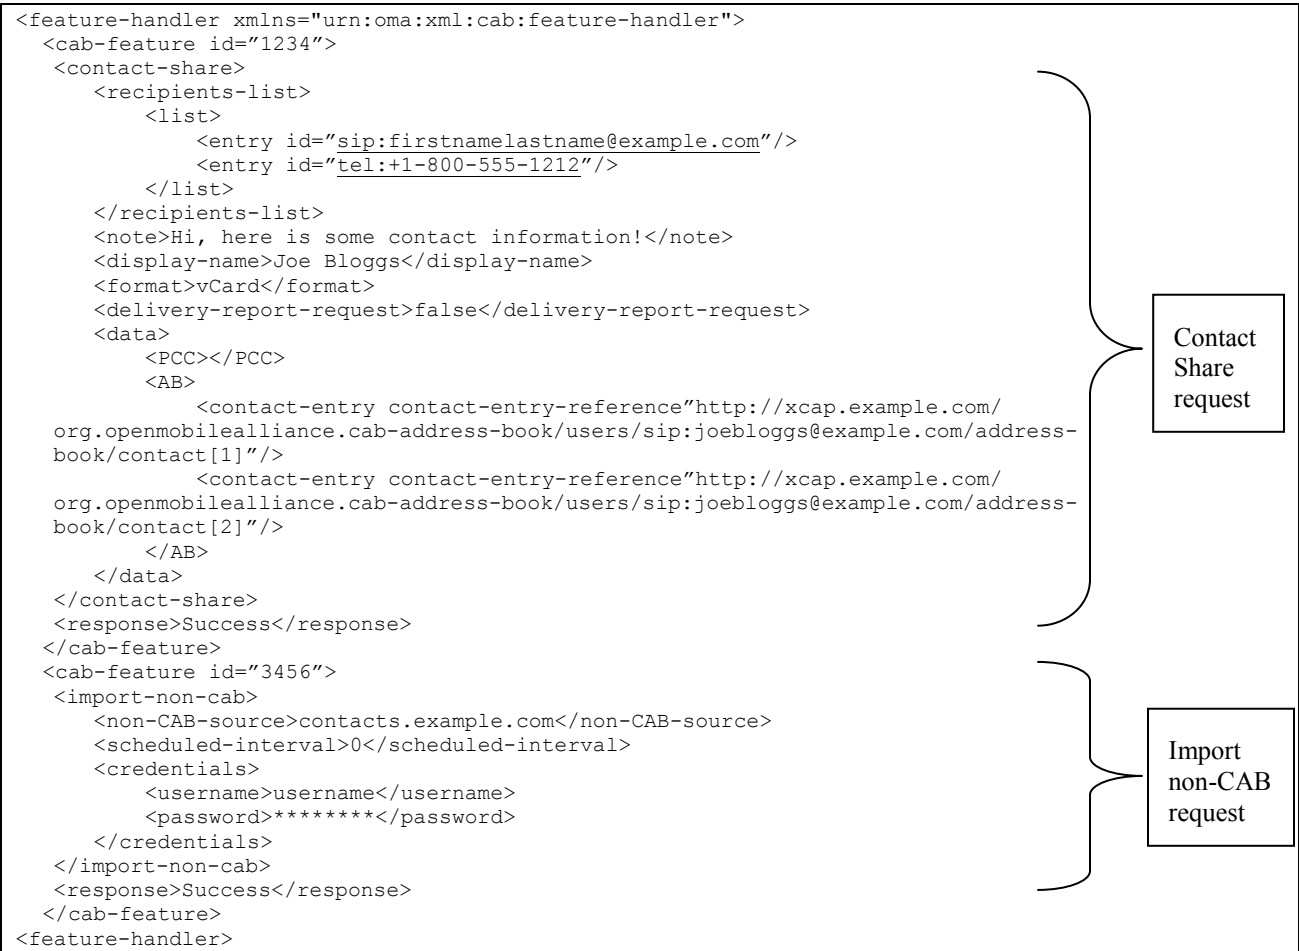 <feature-handler xmlns="urn:oma:xml:cab:feature-handler">
<cab-feature id=”1234”>
<contact-share>
<recipients-list>
<list>
<entry id=”sip:firstnamelastname@example.com”/>
<entry id=”tel:+1-800-555-1212”/>
</list>
</recipients-list>
<note>Hi, here is some contact information!</note>
<display-name>Joe Bloggs</display-name>
<format>vCard</format>
<delivery-report-request>false</delivery-report-request>
<data>
<PCC></PCC>
<AB>
<contact-entry contact-entry-reference”http://xcap.example.com/
org.openmobilealliance.cab-address-book/users/sip:joebloggs@example.com/address-
book/contact[1]”/>
<contact-entry contact-entry-reference”http://xcap.example.com/
org.openmobilealliance.cab-address-book/users/sip:joebloggs@example.com/address-
book/contact[2]”/>
</AB>
</data>
</contact-share>
<response>Success</response>
</cab-feature>
Contact
Share
request
<cab-feature id=”3456”>
<import-non-cab>
<non-CAB-source>contacts.example.com</non-CAB-source>
<scheduled-interval>0</scheduled-interval>
<credentials>
<username>username</username>
<password>********</password>
</credentials>
</import-non-cab>
<response>Success</response>
</cab-feature>
<feature-handler>
Import
non-CAB
request